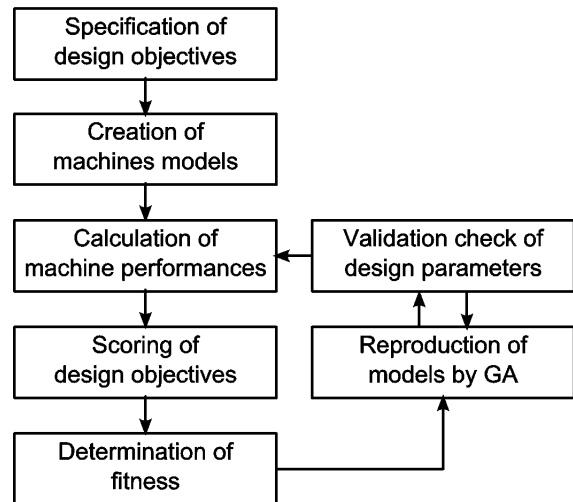 Specification of
design objectives
Creation of
machines models
Calculation of
machine performances
Validation check of
design parameters
Scoring of
design objectives
Reproduction of
models by GA
Determination of
fitness